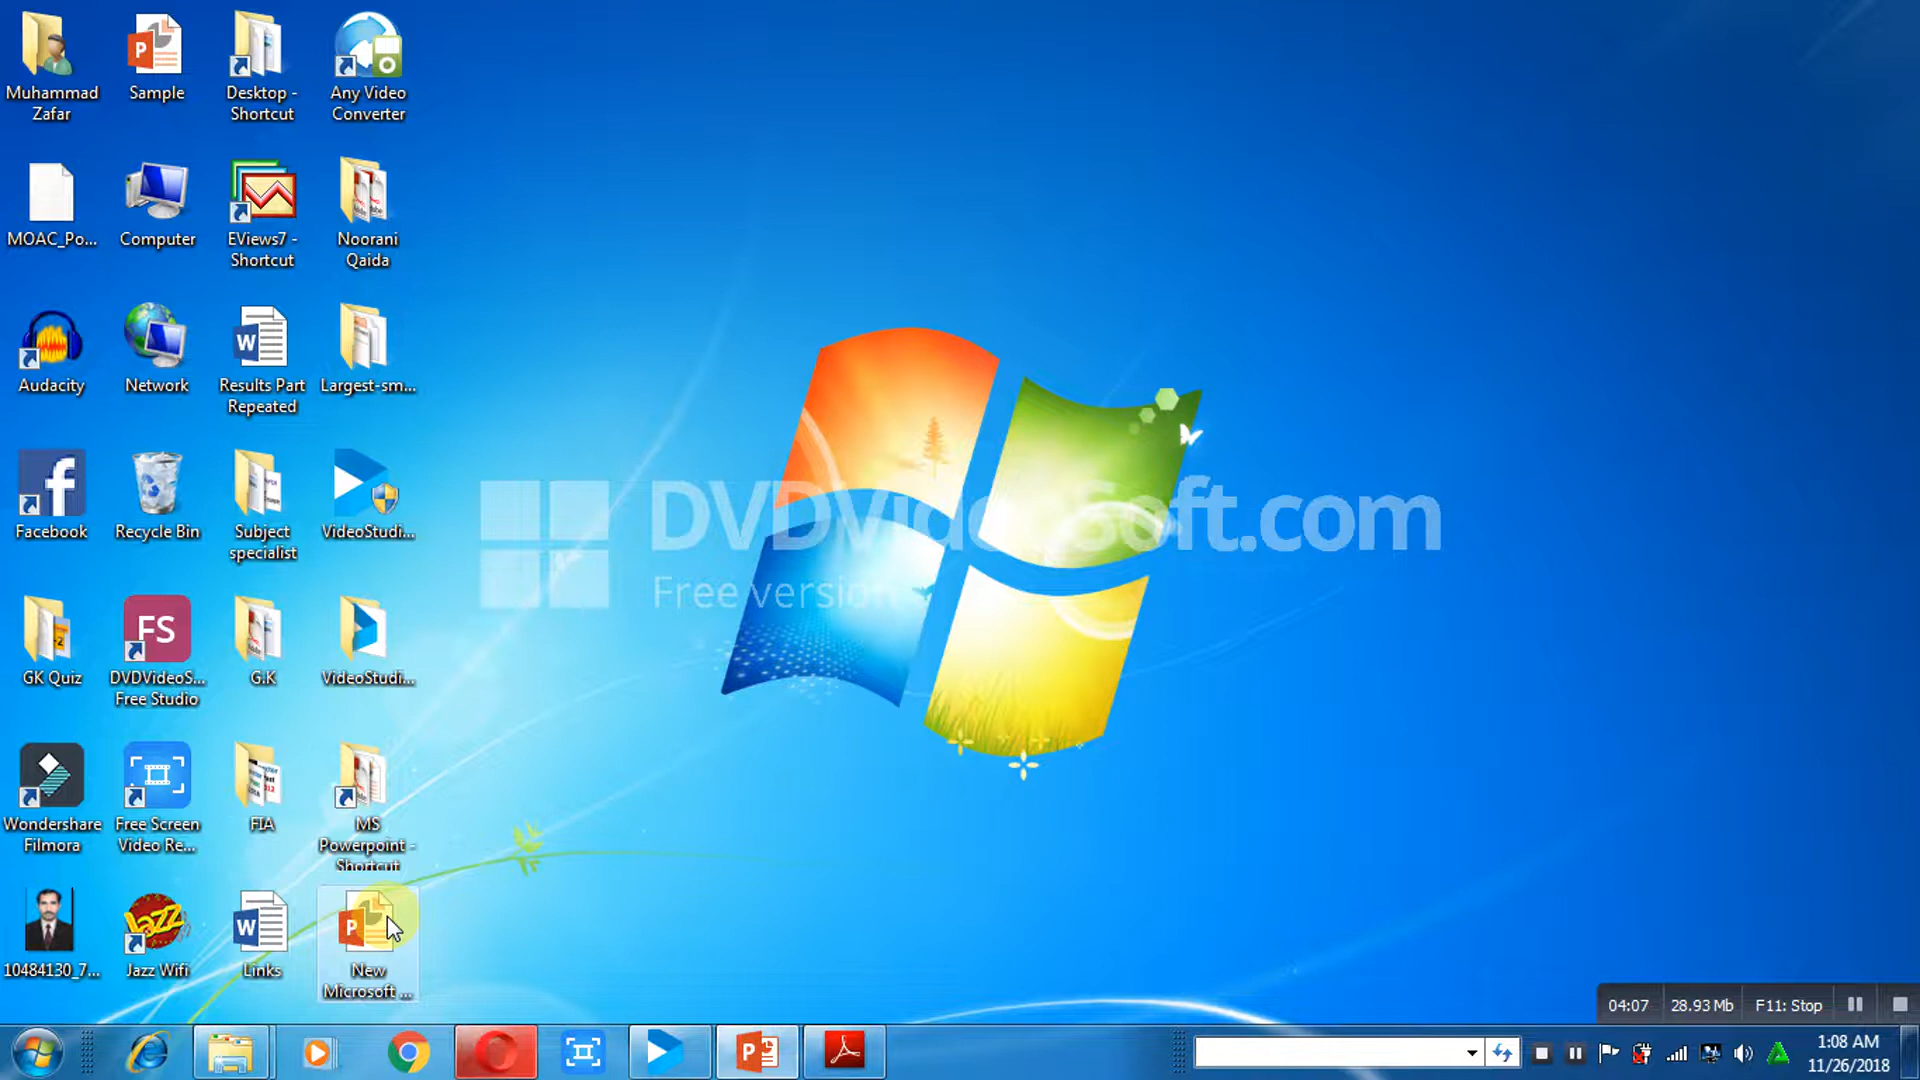 Muhammad
Zafar
Sample
Desktop -
Shortcut
Any Video
Converter
MOAC_Po...
Computer
EViews7 -
Shortcut
Noorani
Qaida
Audacity
Network
Results Part
Repeated
Largest-sm...
Facebook
Recycle Bin
Subject
specialist
VideoStudi...
GK Quiz
DVDVideoS...
Free Studio
G.K
VideoStudi...
Wondershare
Filmora
Free Screen
Video Re...
FIA
MS
Powerpoint -
Shortcut
10484130_7...
Jazz Wifi
Links
New
Microsoft ...
DVDVideoSoft.com
Free version
04:07
28.93 Mb
F11: Stop
1:08 AM
11/26/2018